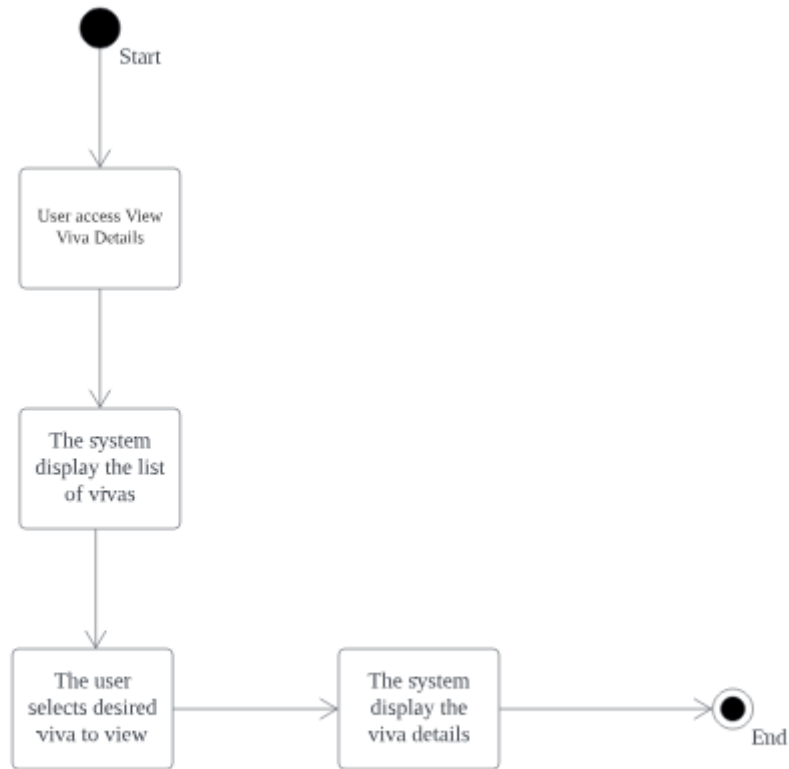 Start
User access View
Viva Details
The system
display the list
of vivas
The user
selects desired
viva to view
The system
display the
viva details
End